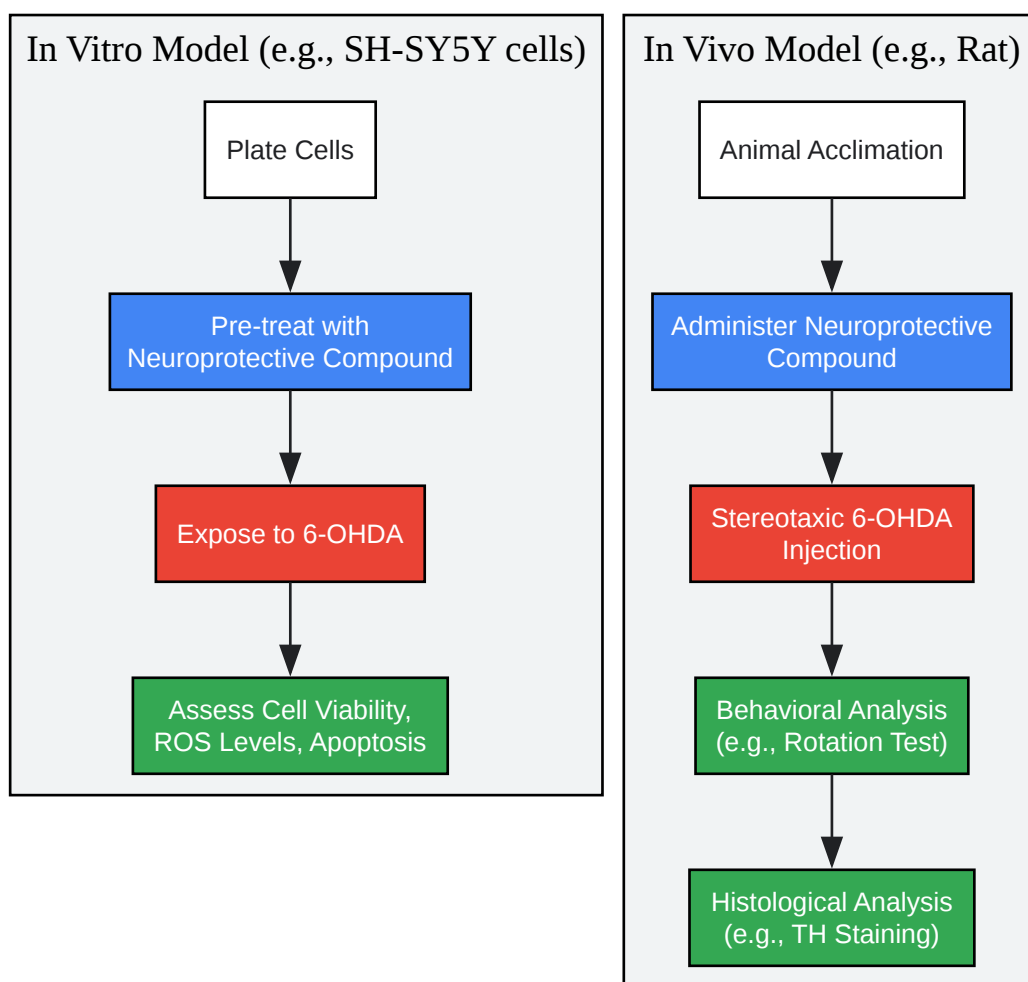 In Vitro Model (e.g., SH-SY5Y cells)
Plate Cells
Pre-treat with
Neuroprotective Compound
Expose to 6-OHDA
Assess Cell Viability,
ROS Levels, Apoptosis
In Vivo Model (e.g., Rat)
Animal Acclimation
Administer Neuroprotective
Compound
Stereotaxic 6-OHDA
Injection
Behavioral Analysis
(e.g., Rotation Test)
Histological Analysis
(e.g., TH Staining)